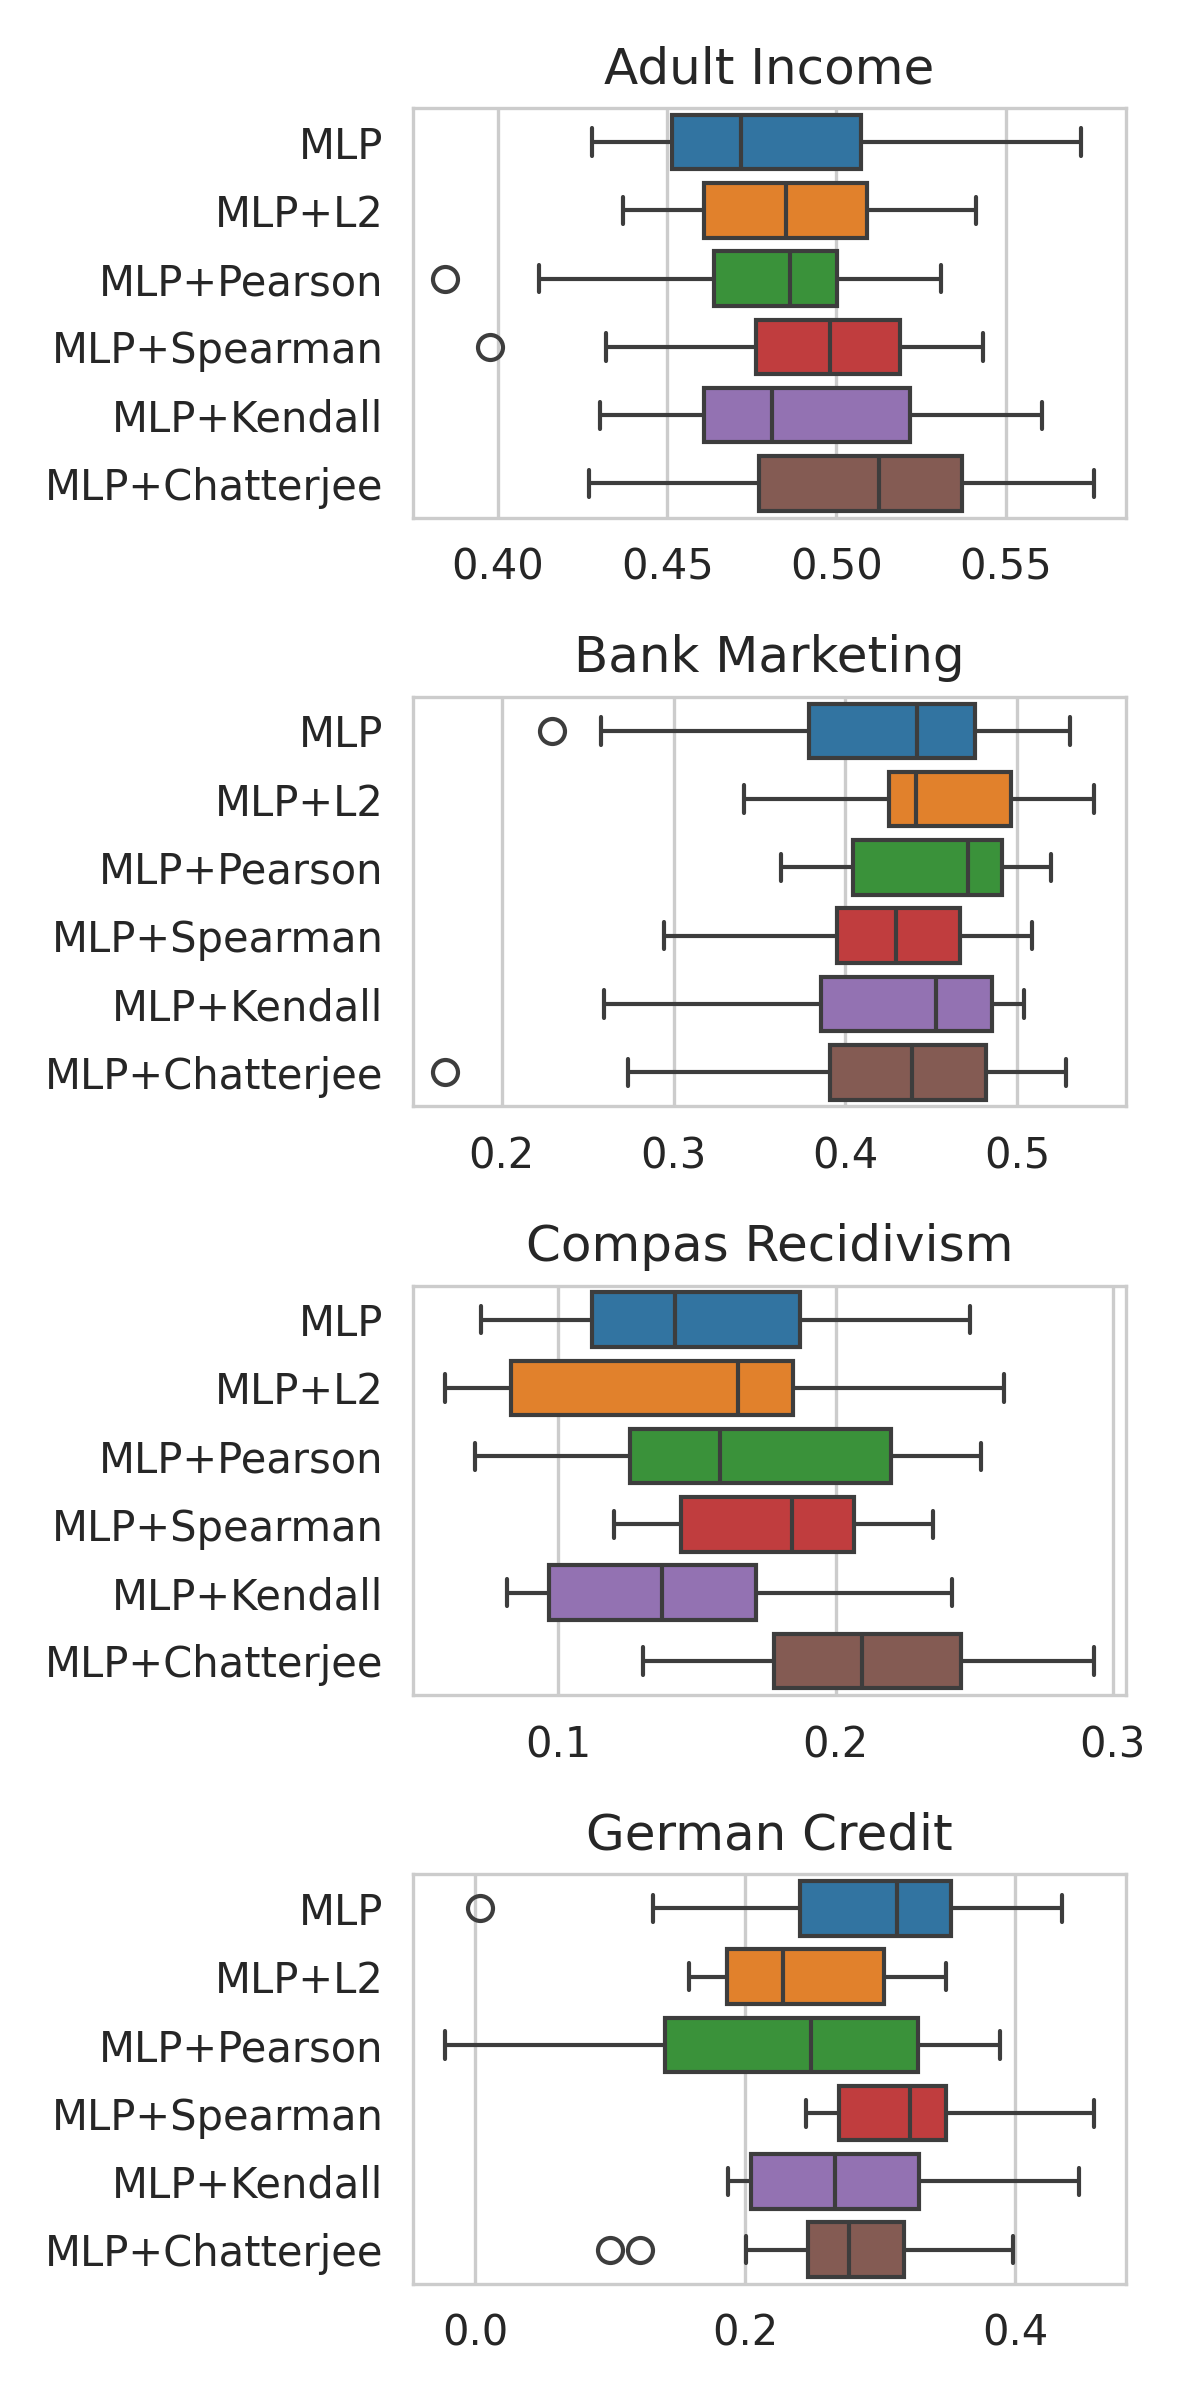 Adult Income
MLP
MLP+L2
MLP+Pearson
MLP+Spearman
MLP+Kendall
MLP+Chatterjee
0.40 0.45 0.50 0.55
Bank Marketing
MLP
MLP+L2
MLP+Pearson
MLP+Spearman
MLP+Kendall
MLP+Chatterjee
0.2 0.3 0.4 0.5
Compas Recidivism
MLP
MLP+L2
MLP+Pearson
MLP+Spearman
MLP+Kendall
MLP+Chatterjee
0.1 0.2 0.3
German Credit
MLP
MLP+L2
MLP+Pearson
MLP+Spearman
MLP+Kendall
MLP+Chatterjee
0.0 0.2 0.4